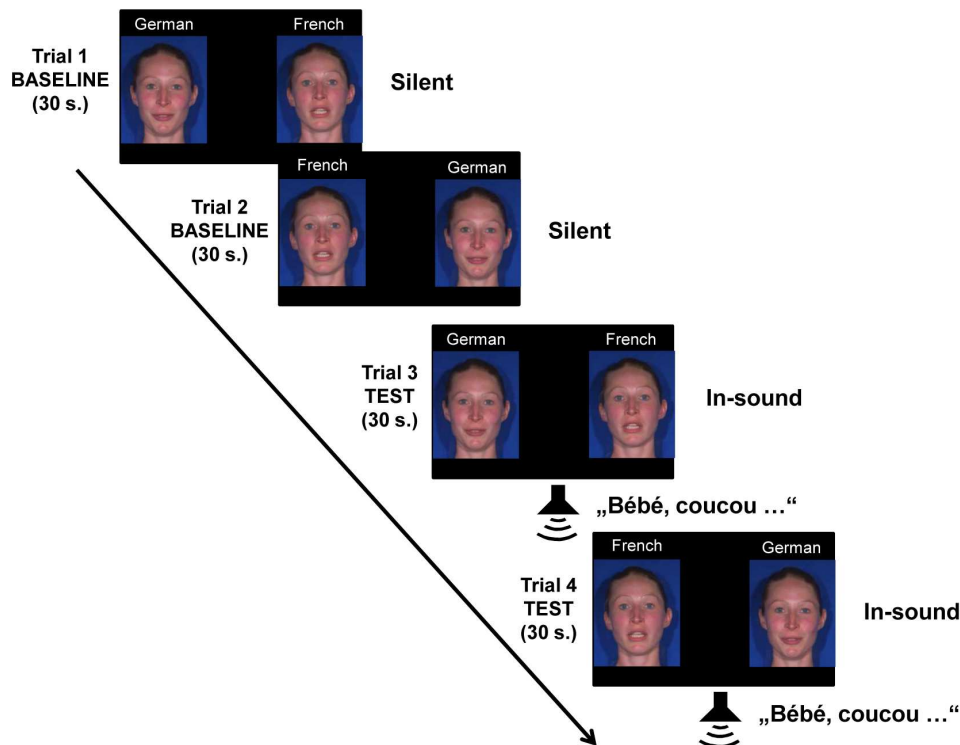 German French
Trial 1
BASELINE
(30 s.)
Silent
French German
Trial 2
BASELINE
(30 s.)
Silent
German French
Trial 3
TEST
(30 s.)
In-sound
„Bébé, coucou …“
French German
Trial 4
TEST
(30 s.)
In-sound
„Bébé, coucou …“